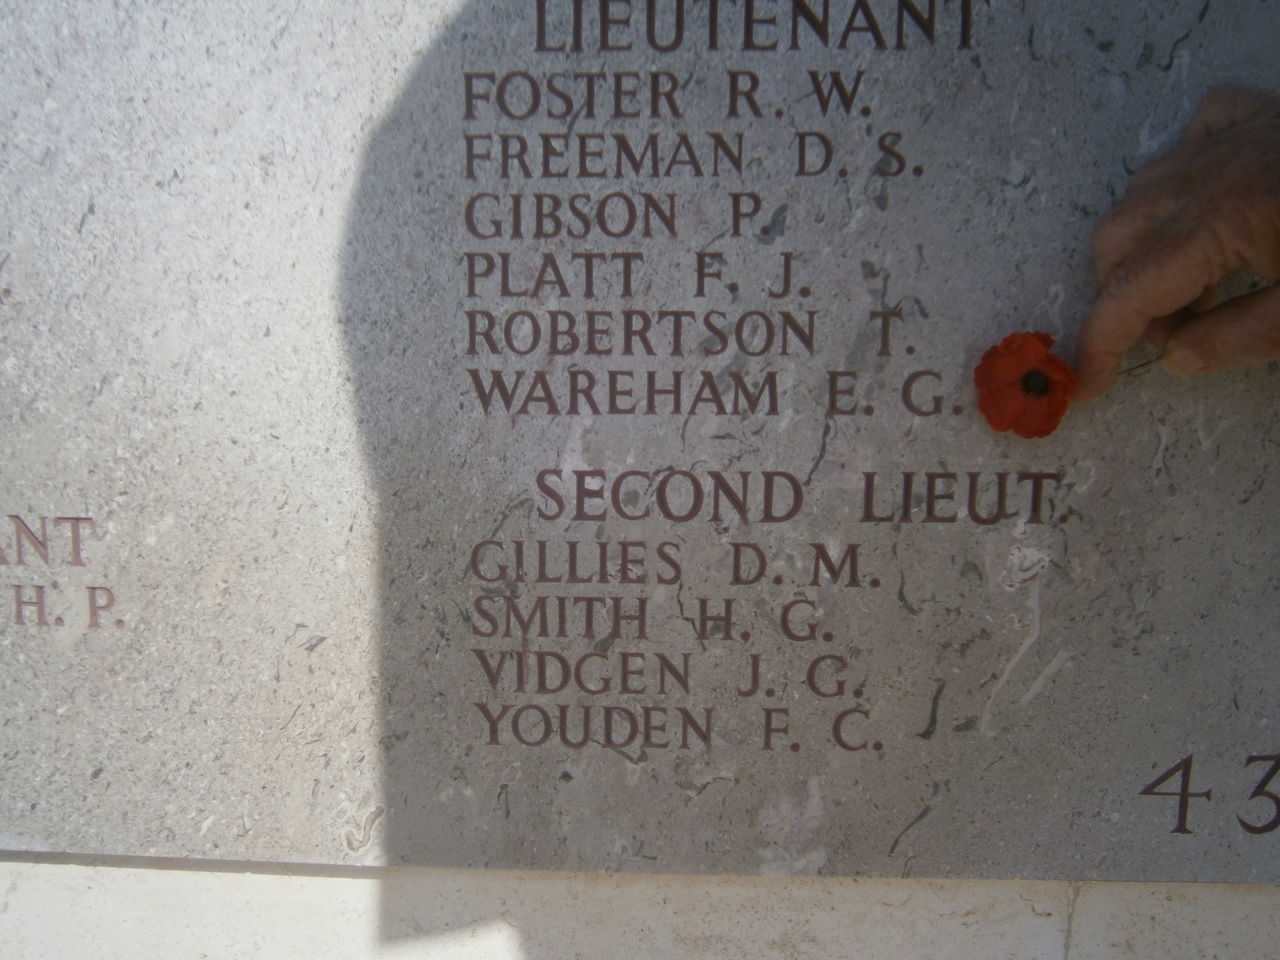 LIEUTENANT
FOSTER R. W.
FREEMAN D. S.
GIBSON P.
PLATT F. J.
ROBERTSON T.
WAREHAM E. G.
SECOND LIEUT.
GILLIES D. M.
SMITH H. G.
VIDGEN J. G.
YOUDEN F. C.
ANT
H. P.
43